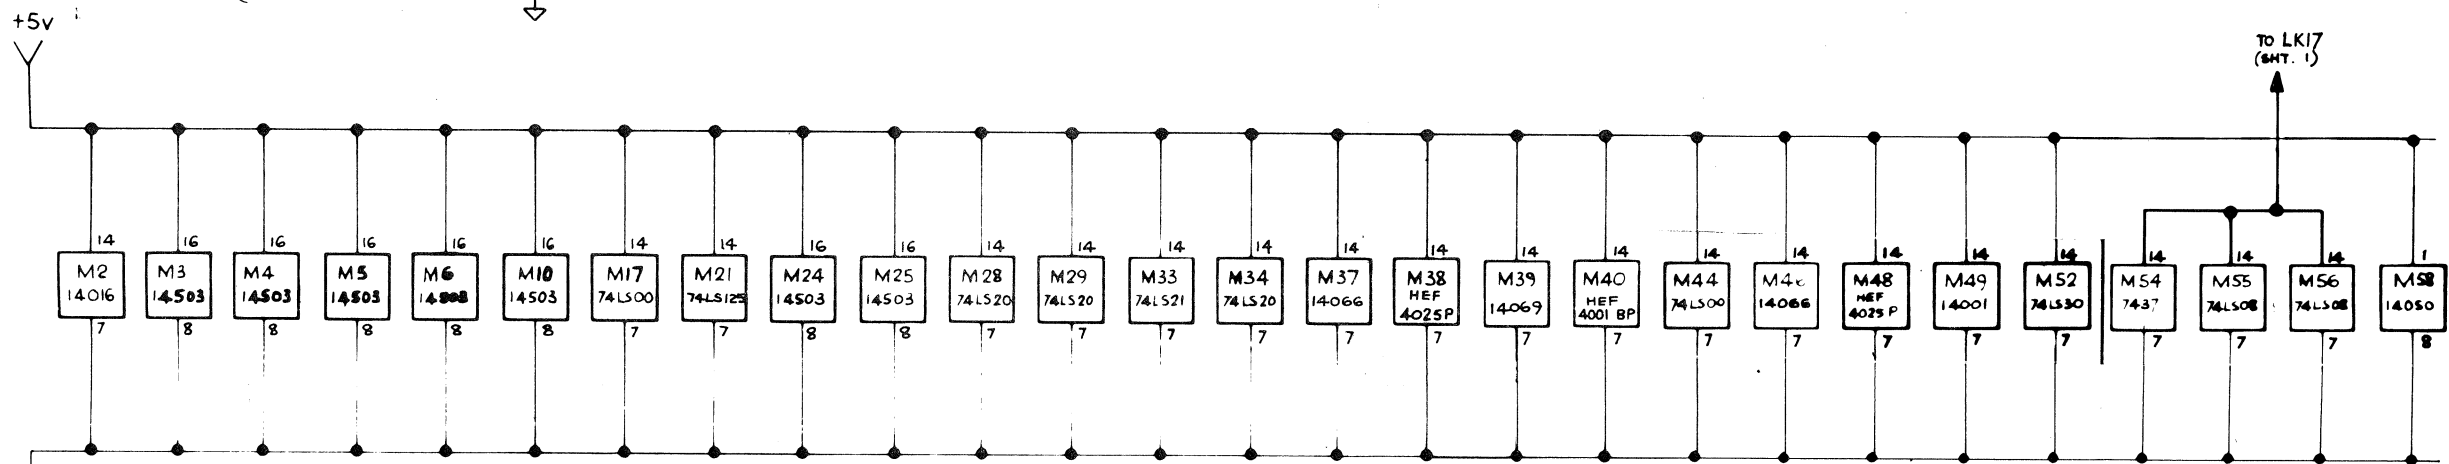 +5v
TO LK17
(SHT. 1)
14
M2
14016
7
16
M3
14503
8
16
M4
14503
8
16
M5
14503
8
16
M6
14503
8
16
M10
14503
8
14
M17
74LS00
7
14
M21
74LS125
7
16
M24
14503
8
16
M25
14503
8
14
M28
74LS20
7
14
M29
74LS20
7
14
M33
74LS21
7
14
M34
74LS20
7
14
M37
14066
7
14
M38
HEF
4025P
7
14
M39
14069
7
14
M40
HEF
4001 BP
7
14
M44
74LS00
7
14
14066
7
14
M48
HEF
4025 P
7
14
M49
14001
7
14
M52
74LS30
7
14
M54
7437
7
14
M55
74LS08
7
14
M56
74LS08
7
1
M58
14050
8